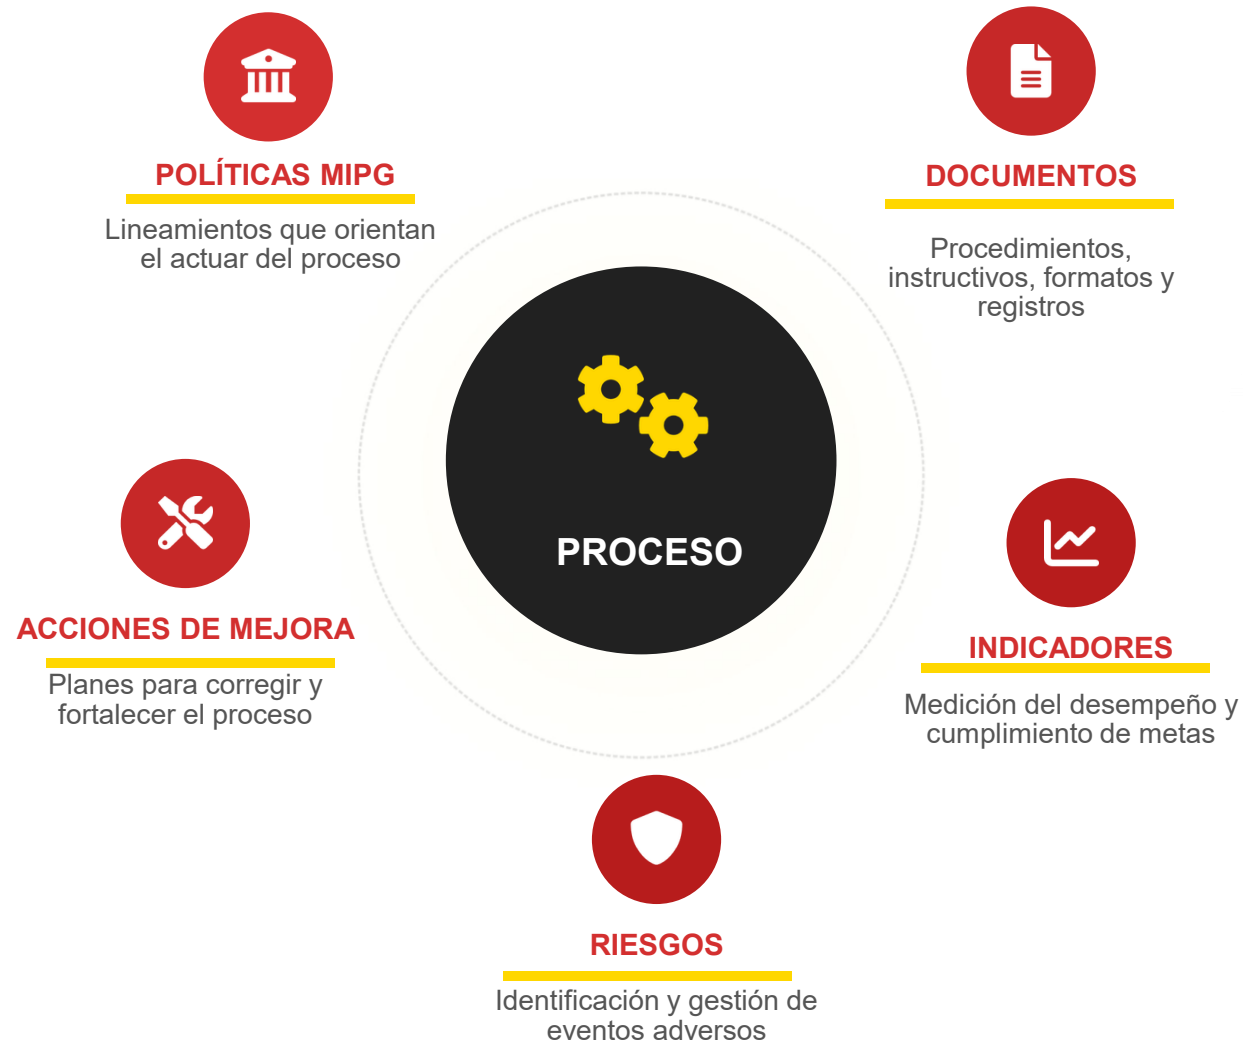 POLÍTICAS MIPG
Lineamientos que orientan
el actuar del proceso
DOCUMENTOS
Procedimientos,
instructivos, formatos y
registros
PROCESO
ACCIONES DE MEJORA
Planes para corregir y
fortalecer el proceso
INDICADORES
Medición del desempeño y
cumplimiento de metas
RIESGOS
Identificación y gestión de
eventos adversos